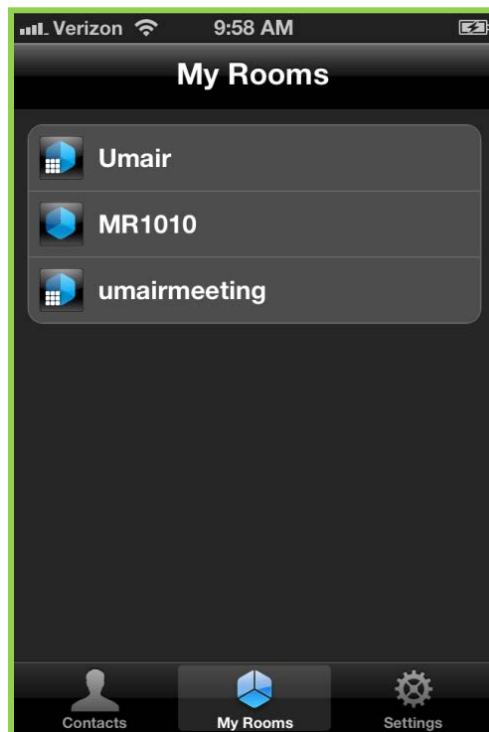 Verizon 9:58 AM
My Rooms
Umair
MR1010
umairmeeting
Contacts My Rooms Settings